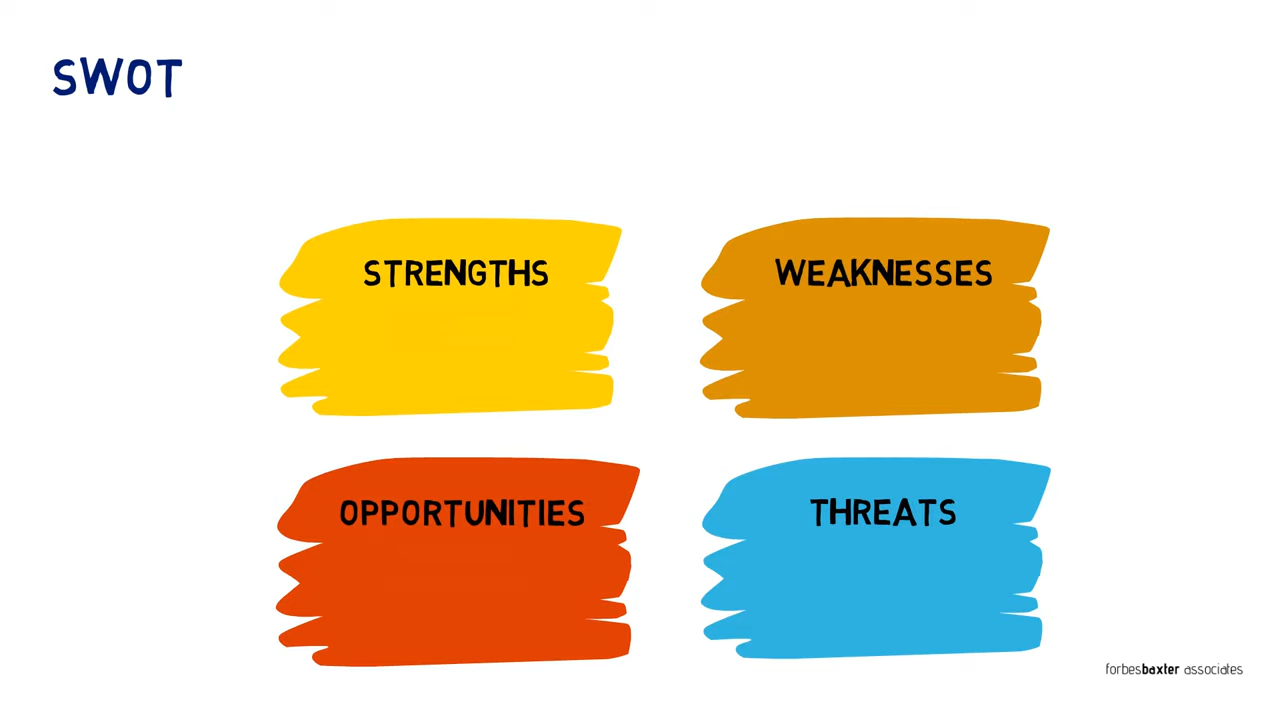 SWOT
STRENGTHS
WEAKNESSES
OPPORTUNITIES
THREATS
forbesbaxter associates